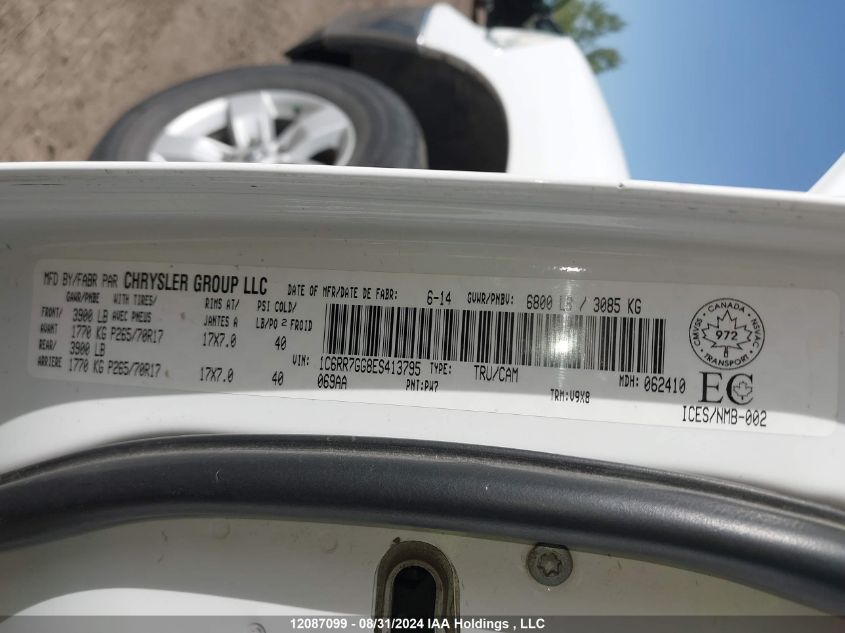 MFD BY/FABR PAR CHRYSLER GROUP LLC DATE OF MFR/DATE DE FABR: 6-14 GVWR/PNBV: 6800 LB / 3085 KG
GAWR/PNBE WITH TIRES/ RIMS AT/ PSI COLD/
FRONT/ 3900 LB AVEC PNEUS JANTES A LB/PO 2 FROID
AVANT 1770 KG P265/70R17 17X7.0 40
REAR/ 3900 LB
ARRIERE 1770 KG P265/70R17 17X7.0 40
VIN: 1C6RR7GG8ES413795 TYPE: TRU/CAM MDH: 062410
069AA PNT:PW7 TRM:V9X8
CMVSS CANADA NSVAC
972
TRANSPORT
EC
ICES/NMB-002
12087099 - 08/31/2024 IAA Holdings , LLC